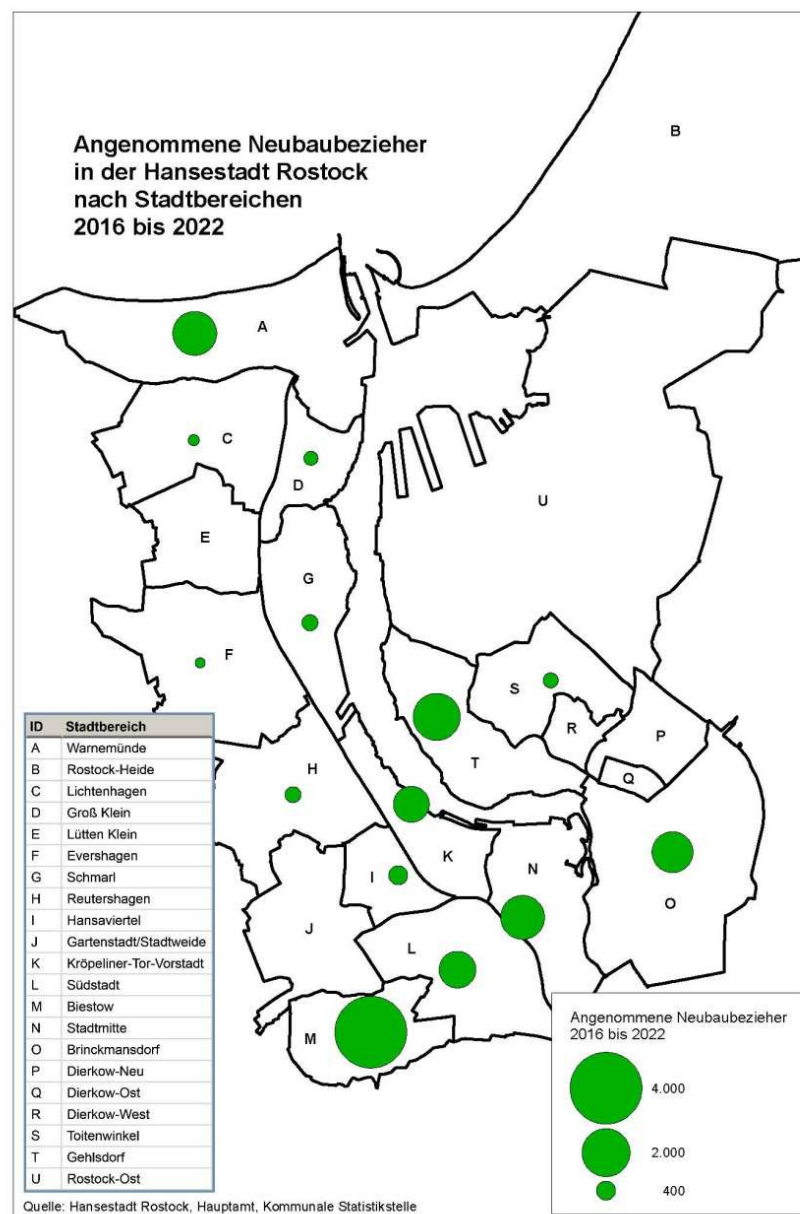 Angenommene Neubaubezieher
in der Hansestadt Rostock
nach Stadtbereichen
2016 bis 2022
B
A
C
D
E
U
G
F
S
R
P
Q
T
H
K
N
I
O
J
L
M
ID Stadtbereich
A Warnemünde
B Rostock-Heide
C Lichtenhagen
D Groß Klein
E Lütten Klein
F Evershagen
G Schmarl
H Reutershagen
I Hansaviertel
J Gartenstadt/Stadtweide
K Kröpeliner-Tor-Vorstadt
L Südstadt
M Biestow
N Stadtmitte
O Brinckmansdorf
P Dierkow-Neu
Q Dierkow-Ost
R Dierkow-West
S Toitenwinkel
T Gehlsdorf
U Rostock-Ost
Angenommene Neubaubezieher
2016 bis 2022
4.000
2.000
400
Quelle: Hansestadt Rostock, Hauptamt, Kommunale Statistikstelle